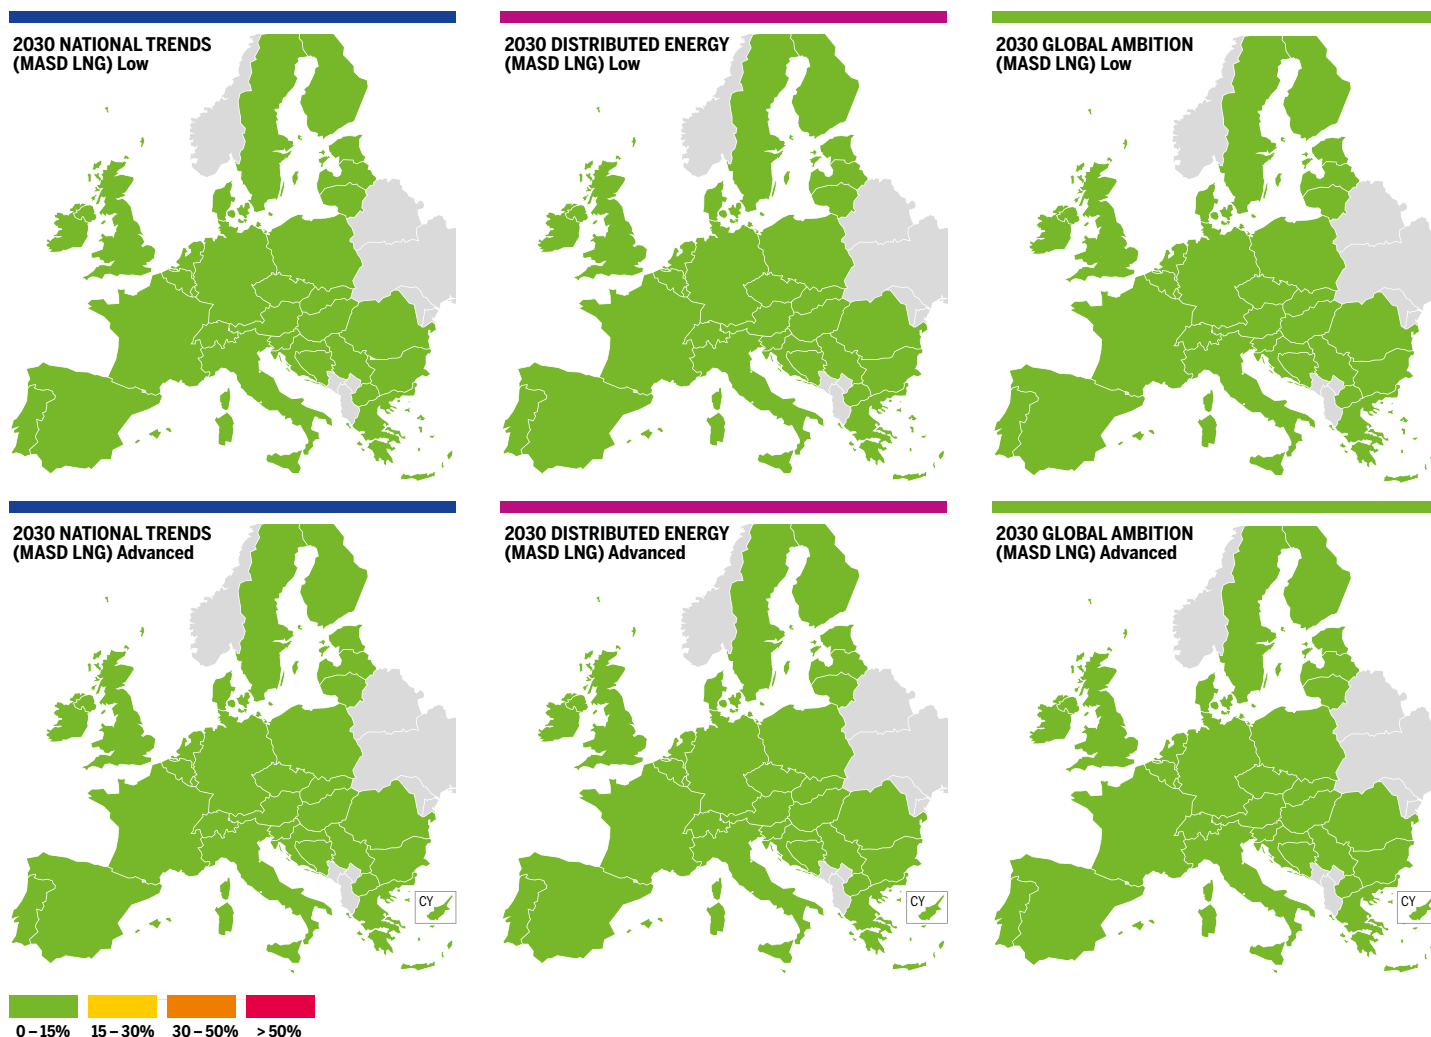 2030 NATIONAL TRENDS
(MASD LNG) Low
2030 DISTRIBUTED ENERGY
(MASD LNG) Low
2030 GLOBAL AMBITION
(MASD LNG) Low
2030 NATIONAL TRENDS
(MASD LNG) Advanced
2030 DISTRIBUTED ENERGY
(MASD LNG) Advanced
2030 GLOBAL AMBITION
(MASD LNG) Advanced
CY
CY
CY
0 – 15%
15 – 30%
30 – 50%
> 50%